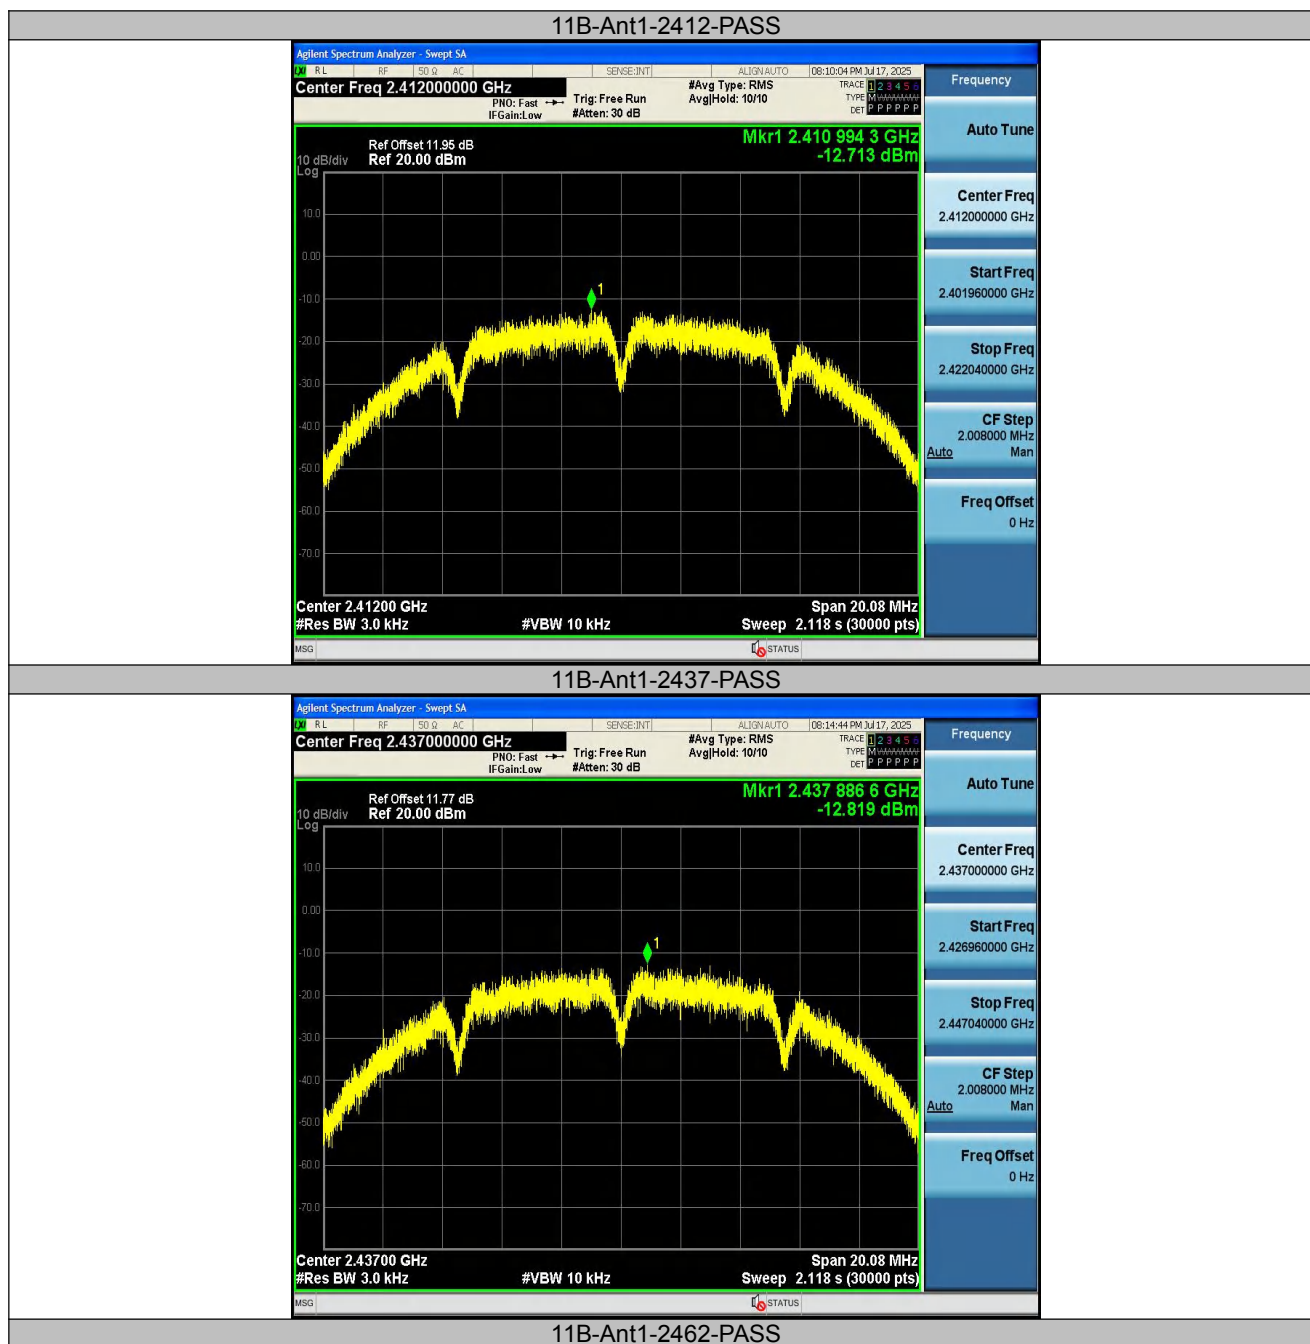 11B-Ant1-2412-PASS
Agilent Spectrum Analyzer - Swept SA
LXI RL RF 50 Ω AC SENSE:INT ALIGN AUTO 08:10:04 PM Jul 17, 2025
Center Freq 2.412000000 GHz
#Avg Type: RMS
TRACE 1 2 3 4 5 6
PNO: Fast Trig: Free Run Avg|Hold: 10/10
TYPE M
IFGain:Low #Atten: 30 dB
DET P P P P P P
Frequency
Mkr1 2.410 994 3 GHz
Ref Offset 11.95 dB
-12.713 dBm
10 dB/div Ref 20.00 dBm
Log
10.0
0.00
-10.0
-20.0
-30.0
-40.0
-50.0
-60.0
-70.0
1
Center 2.41200 GHz Span 20.08 MHz
#Res BW 3.0 kHz #VBW 10 kHz Sweep 2.118 s (30000 pts)
MSG STATUS
Auto Tune
Center Freq
2.412000000 GHz
Start Freq
2.401960000 GHz
Stop Freq
2.422040000 GHz
CF Step
2.008000 MHz
Auto Man
Freq Offset
0 Hz
11B-Ant1-2437-PASS
Agilent Spectrum Analyzer - Swept SA
LXI RL RF 50 Ω AC SENSE:INT ALIGN AUTO 08:14:44 PM Jul 17, 2025
Center Freq 2.437000000 GHz
#Avg Type: RMS
TRACE 1 2 3 4 5 6
PNO: Fast Trig: Free Run Avg|Hold: 10/10
TYPE M
IFGain:Low #Atten: 30 dB
DET P P P P P P
Frequency
Mkr1 2.437 886 6 GHz
Ref Offset 11.77 dB
-12.819 dBm
10 dB/div Ref 20.00 dBm
Log
10.0
0.00
-10.0
-20.0
-30.0
-40.0
-50.0
-60.0
-70.0
1
Center 2.43700 GHz Span 20.08 MHz
#Res BW 3.0 kHz #VBW 10 kHz Sweep 2.118 s (30000 pts)
MSG STATUS
Auto Tune
Center Freq
2.437000000 GHz
Start Freq
2.426960000 GHz
Stop Freq
2.447040000 GHz
CF Step
2.008000 MHz
Auto Man
Freq Offset
0 Hz
11B-Ant1-2462-PASS